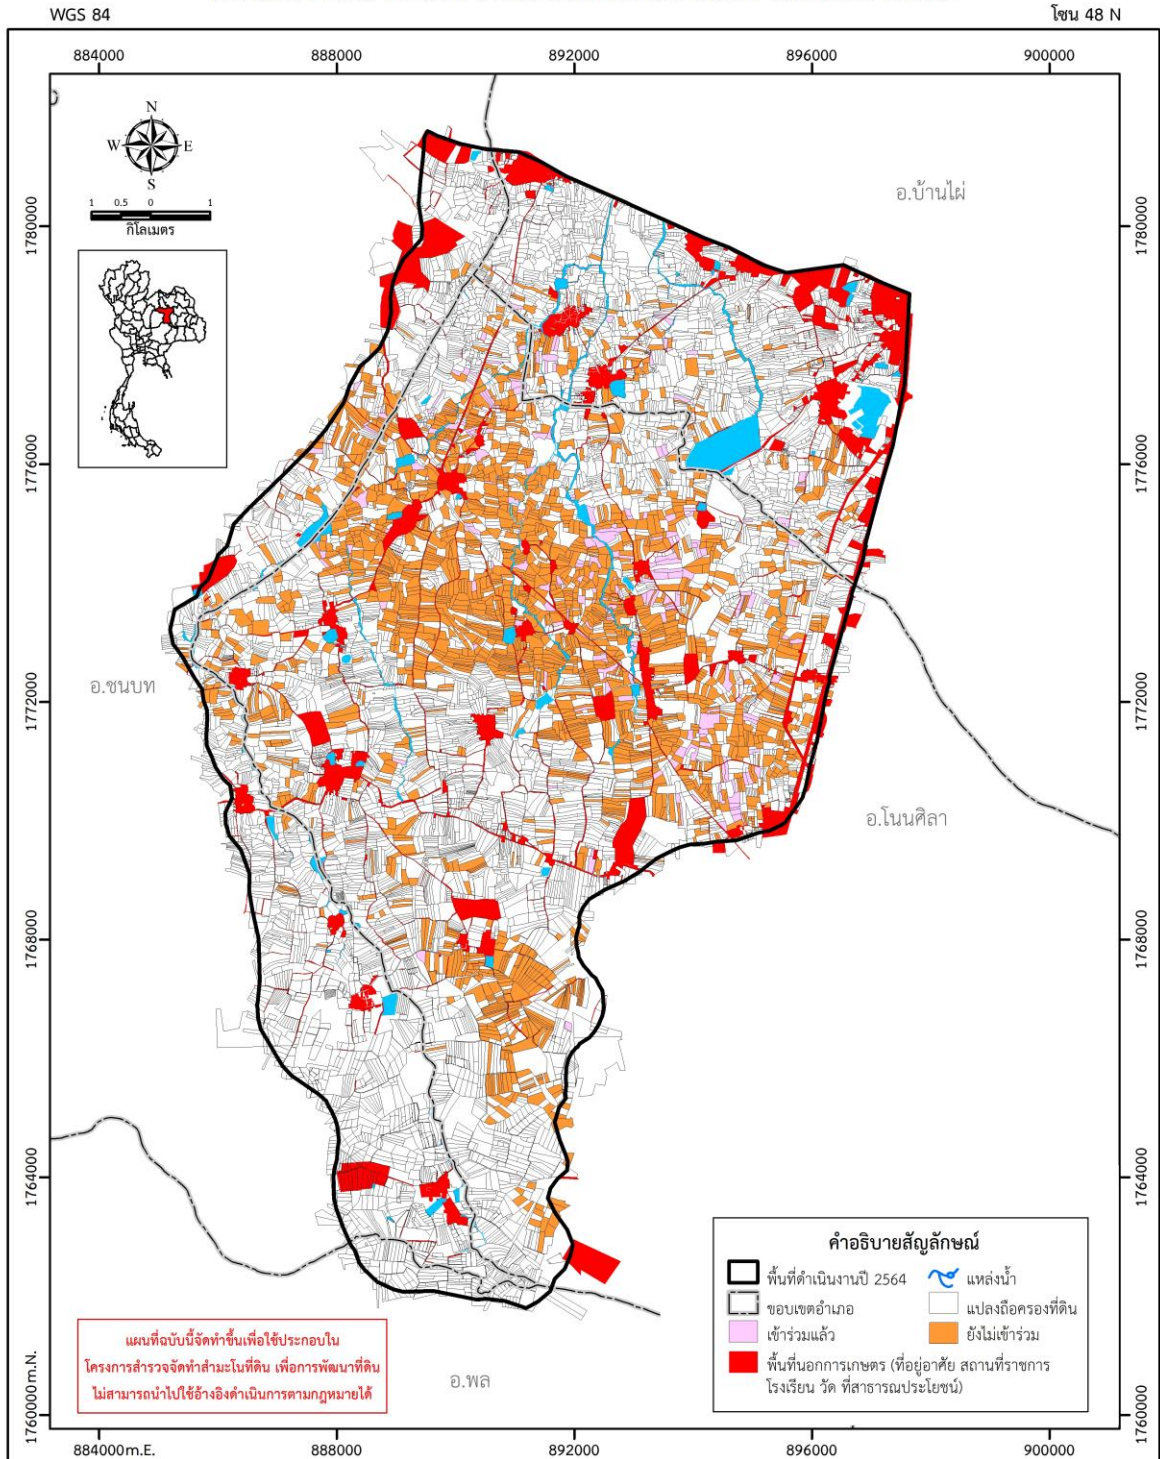 WGS 84
โซน 48 N
884000
888000
892000
896000
900000
N
W
E
S
1
0.5
0
1
กิโลเมตร
อ.บ้านไผ่
1780000
1780000
1776000
1776000
อ.ชนบท
1772000
1772000
อ.โนนศิลา
1768000
1768000
1764000
1764000
คำอธิบายสัญลักษณ์
พื้นที่ดำเนินงานปี 2564
แหล่งน้ำ
ขอบเขตอำเภอ
แปลงถือครองที่ดิน
เข้าร่วมแล้ว
ยังไม่เข้าร่วม
พื้นที่นอกการเกษตร (ที่อยู่อาศัย สถานที่ราชการ
โรงเรียน วัด ที่สาธารณประโยชน์)
แผนที่ฉบับนี้จัดทำขึ้นเพื่อใช้ประกอบใน
โครงการสำรวจจัดทำสำมะโนที่ดิน เพื่อการพัฒนาที่ดิน
ไม่สามารถนำไปใช้อ้างอิงดำเนินการตามกฎหมายได้
อ.พล
1760000m.N.
1760000
884000m.E.
888000
892000
896000
900000